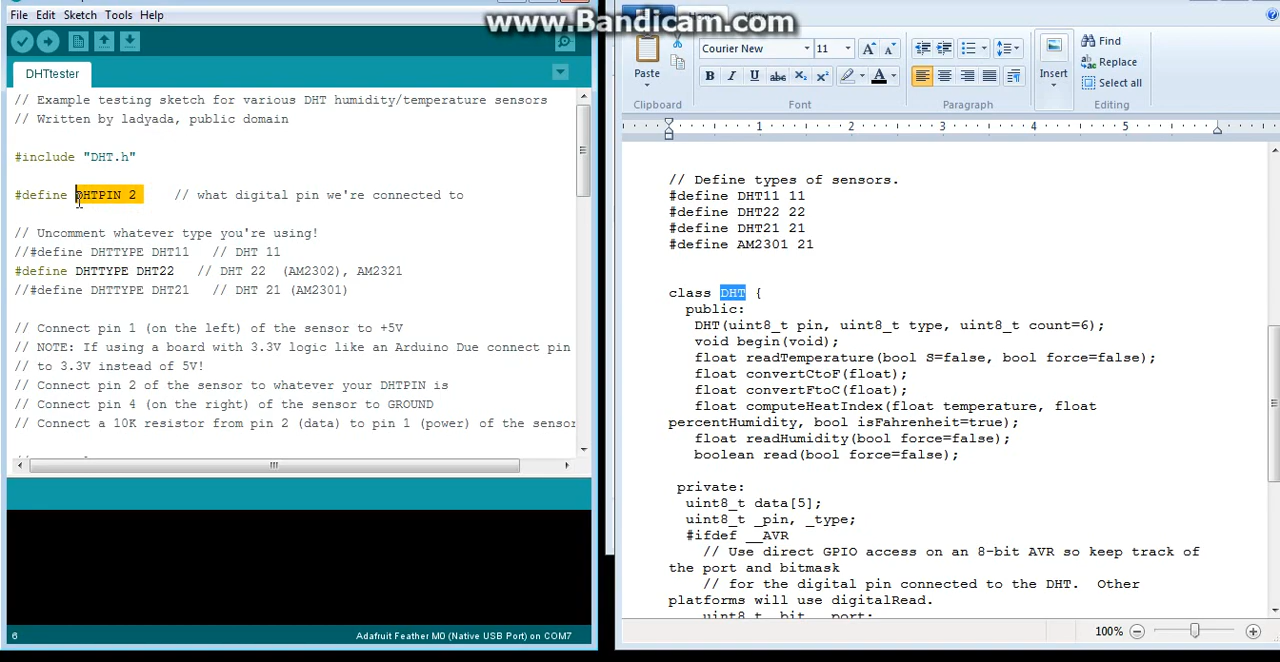 www.Bandicam.com
File Edit Sketch Tools Help
DHTtester
// Example testing sketch for various DHT humidity/temperature sensors
// Written by ladyada, public domain
#include "DHT.h"
#define DHTPIN 2 // what digital pin we're connected to
// Uncomment whatever type you're using!
//#define DHTTYPE DHT11 // DHT 11
#define DHTTYPE DHT22 // DHT 22 (AM2302), AM2321
//#define DHTTYPE DHT21 // DHT 21 (AM2301)
// Connect pin 1 (on the left) of the sensor to +5V
// NOTE: If using a board with 3.3V logic like an Arduino Due connect pin
// to 3.3V instead of 5V!
// Connect pin 2 of the sensor to whatever your DHTPIN is
// Connect pin 4 (on the right) of the sensor to GROUND
// Connect a 10K resistor from pin 2 (data) to pin 1 (power) of the sensor
6
Adafruit Feather M0 (Native USB Port) on COM7
Paste
Clipboard
Courier New 11
B I U abc X₂ X² A
Font
Paragraph
Insert
Find
Replace
Select all
Editing
1 2 3 4 5
// Define types of sensors.
#define DHT11 11
#define DHT22 22
#define DHT21 21
#define AM2301 21
class DHT {
public:
DHT(uint8_t pin, uint8_t type, uint8_t count=6);
void begin(void);
float readTemperature(bool S=false, bool force=false);
float convertCtoF(float);
float convertFtoC(float);
float computeHeatIndex(float temperature, float
percentHumidity, bool isFahrenheit=true);
float readHumidity(bool force=false);
boolean read(bool force=false);
private:
uint8_t data[5];
uint8_t _pin, _type;
#ifdef __AVR
// Use direct GPIO access on an 8-bit AVR so keep track of
the port and bitmask
// for the digital pin connected to the DHT. Other
platforms will use digitalRead.
100%